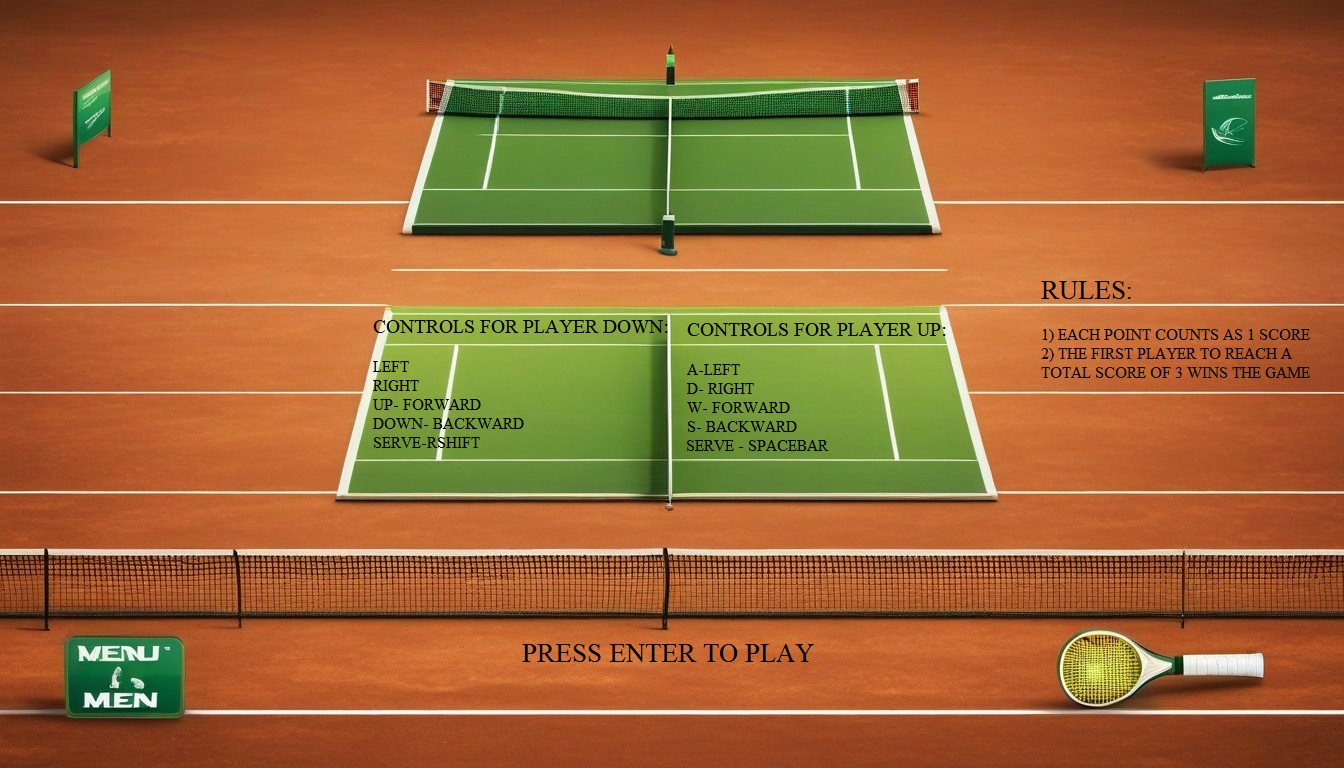 CONTROLS FOR PLAYER DOWN:
LEFT
RIGHT
UP- FORWARD
DOWN- BACKWARD
SERVE-RSHIFT
CONTROLS FOR PLAYER UP:
A-LEFT
D- RIGHT
W- FORWARD
S- BACKWARD
SERVE - SPACEBAR
RULES:
1) EACH POINT COUNTS AS 1 SCORE
2) THE FIRST PLAYER TO REACH A
TOTAL SCORE OF 3 WINS THE GAME
PRESS ENTER TO PLAY
MENU
MEN